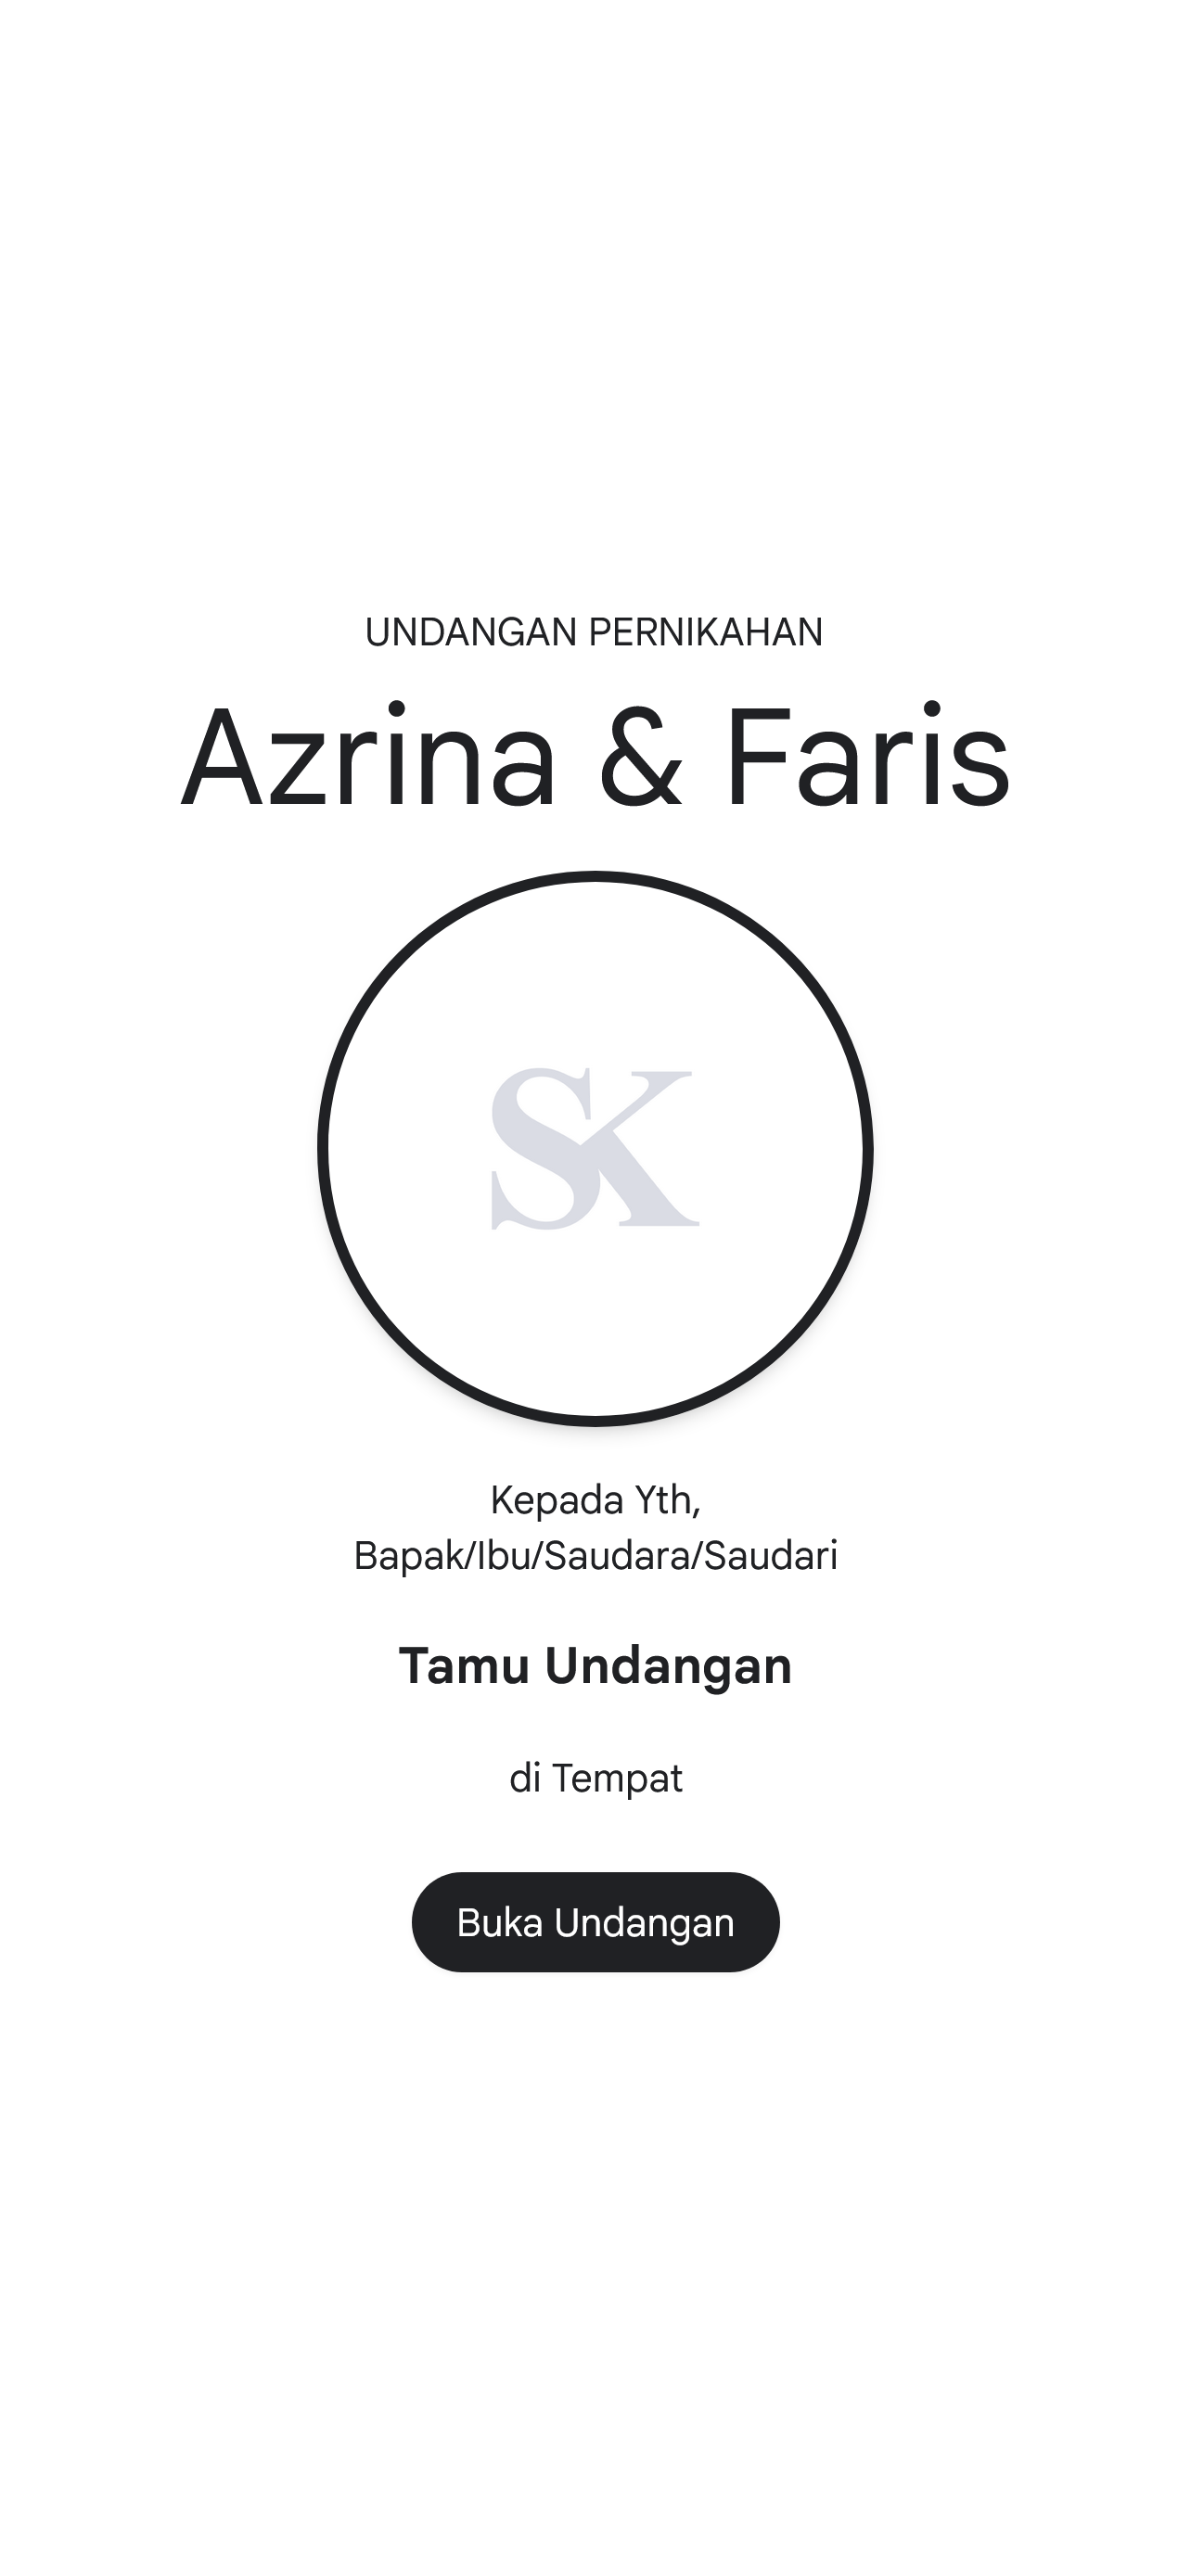 UNDANGAN PERNIKAHAN
Azrina & Faris
SK
Kepada Yth,
Bapak/Ibu/Saudara/Saudari
Tamu Undangan
di Tempat
Buka Undangan